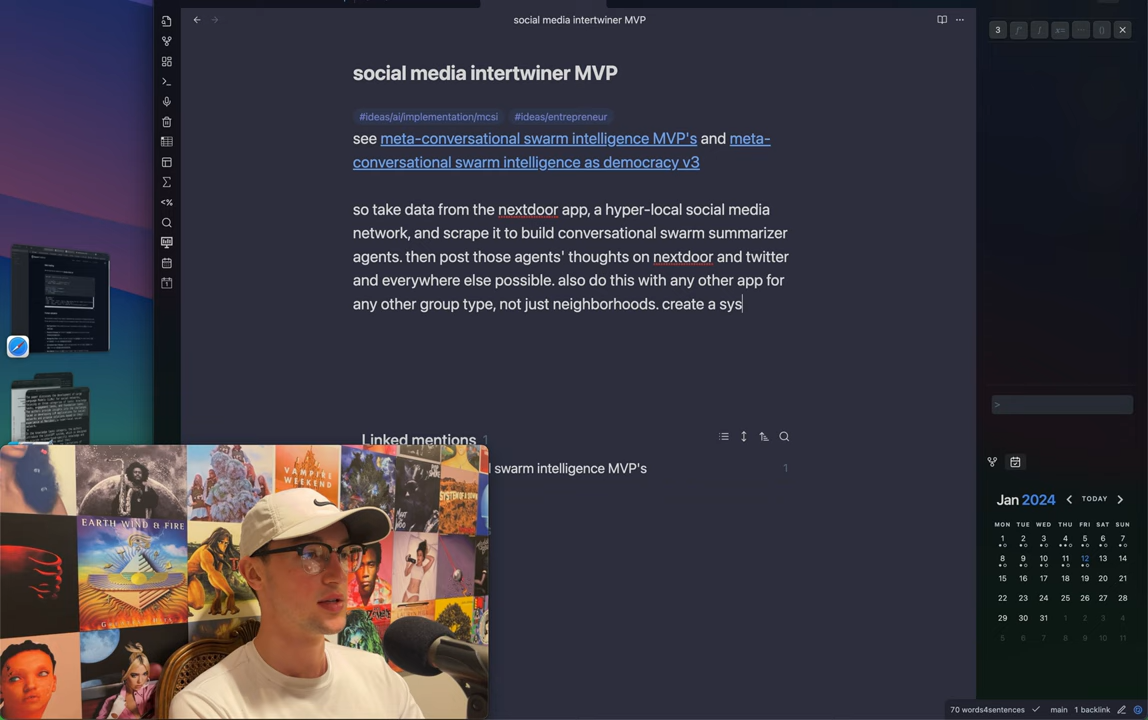 social media intertwiner MVP
social media intertwiner MVP
#ideas/ai/implementation/mcsi #ideas/entrepreneur
see meta-conversational swarm intelligence MVP's and meta-
conversational swarm intelligence as democracy v3
so take data from the nextdoor app, a hyper-local social media
network, and scrape it to build conversational swarm summarizer
agents. then post those agents' thoughts on nextdoor and twitter
and everywhere else possible. also do this with any other app for
any other group type, not just neighborhoods. create a sys
Linked mentions 1
swarm intelligence MVP's 1
3
>
Jan 2024 TODAY
MON TUE WED THU FRI SAT SUN
1 2 3 4 5 6 7
8 9 10 11 12 13 14
15 16 17 18 19 20 21
22 23 24 25 26 27 28
29 30 31 1 2 3 4
5 6 7 8 9 10 11
VAMPIRE
WEEKEND
SYSTEM OF A DOWN
EARTH WIND & FIRE
70 words4sentences main 1 backlink